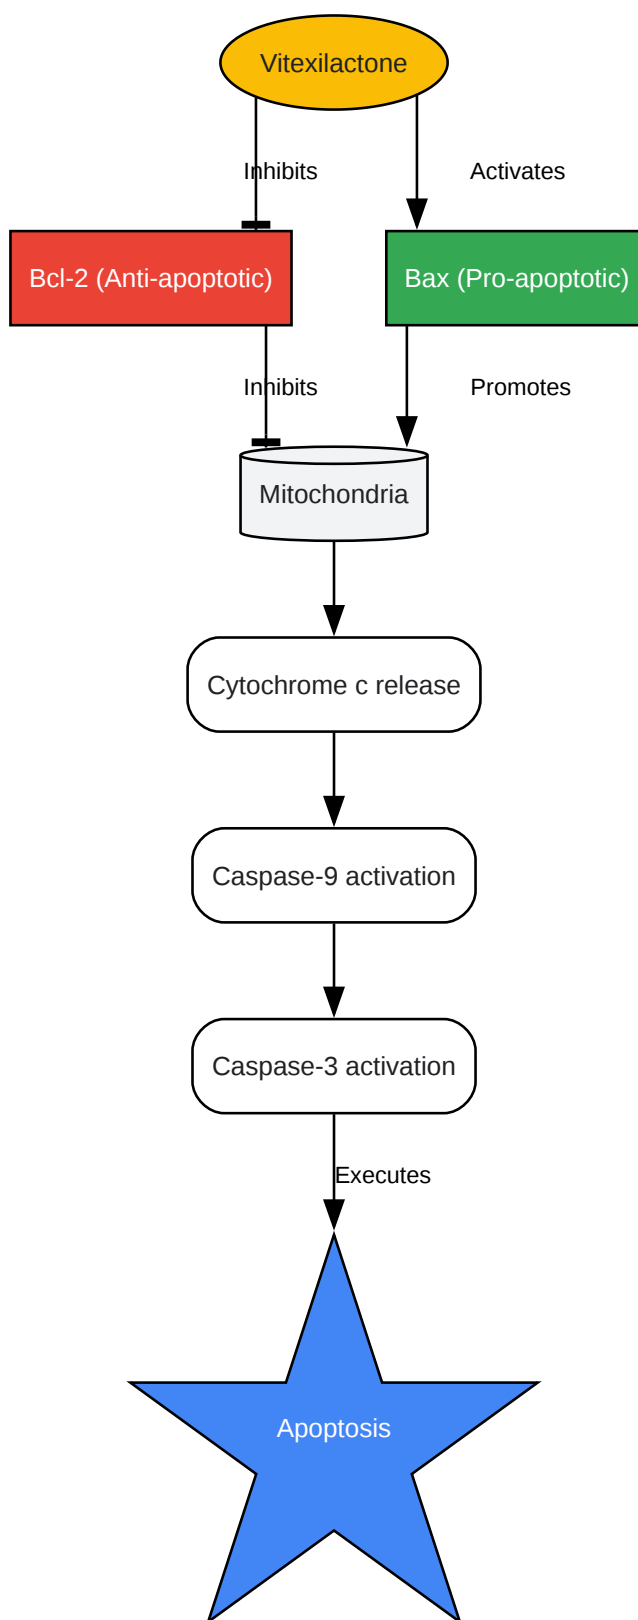 Vitexilactone
Inhibits
Activates
Bcl-2 (Anti-apoptotic)
Bax (Pro-apoptotic)
Inhibits
Promotes
Mitochondria
Cytochrome c release
Caspase-9 activation
Caspase-3 activation
Executes
Apoptosis